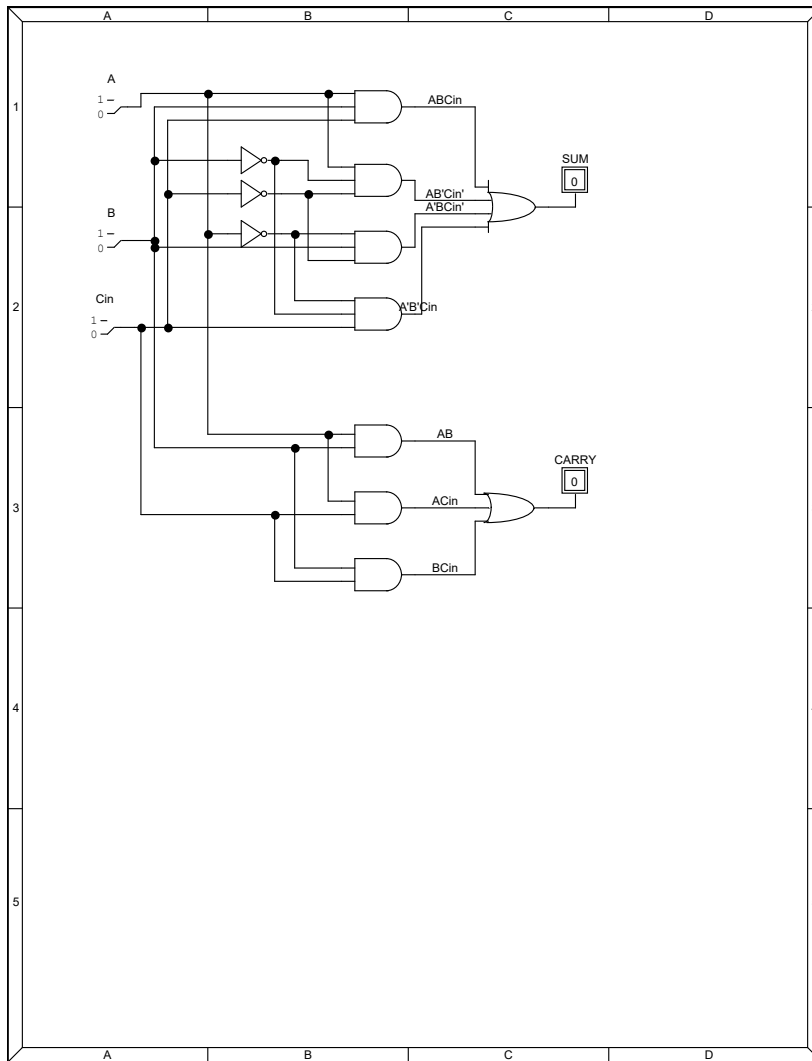 A B C D
A
1
0
ABCin
1
SUM
0
AB'Cin'
A'BCin'
B
1
0
Cin
1
0
A'B'Cin
2
AB
CARRY
0
ACin
3
BCin
4
5
A B C D